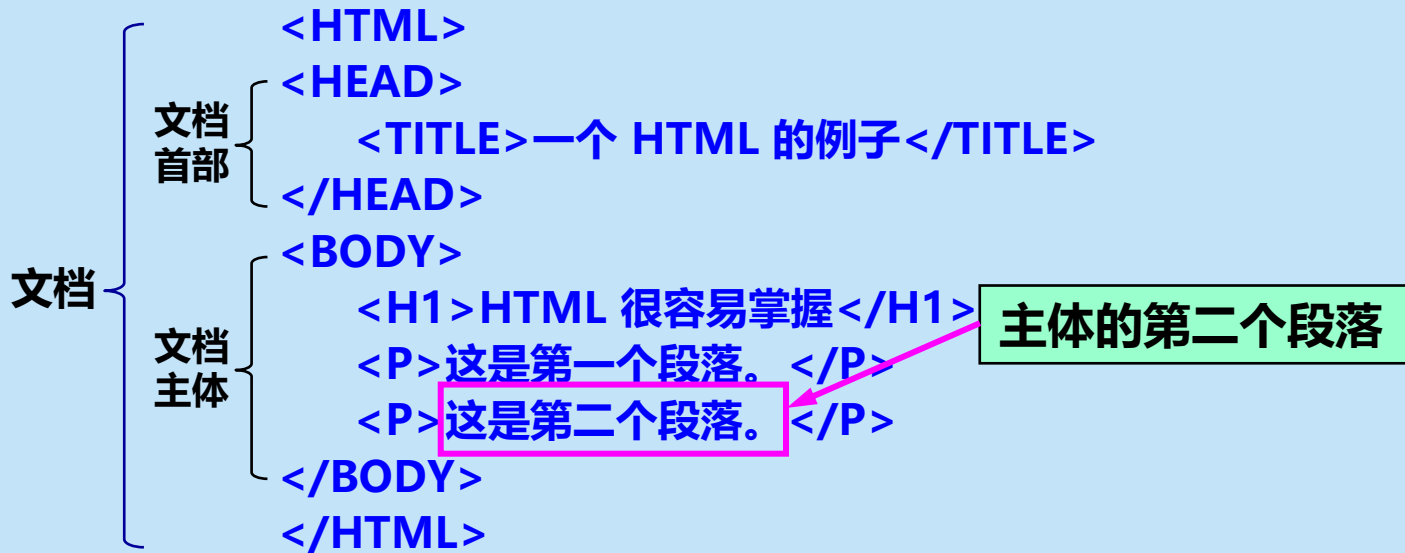 <HTML>
<HEAD>
文档
首部
<TITLE>一个 HTML 的例子</TITLE>
</HEAD>
<BODY>
文档
<H1>HTML 很容易掌握</H1>
主体的第二个段落
文档
主体
<P>这是第一个段落。</P>
<P>这是第二个段落。</P>
</BODY>
</HTML>